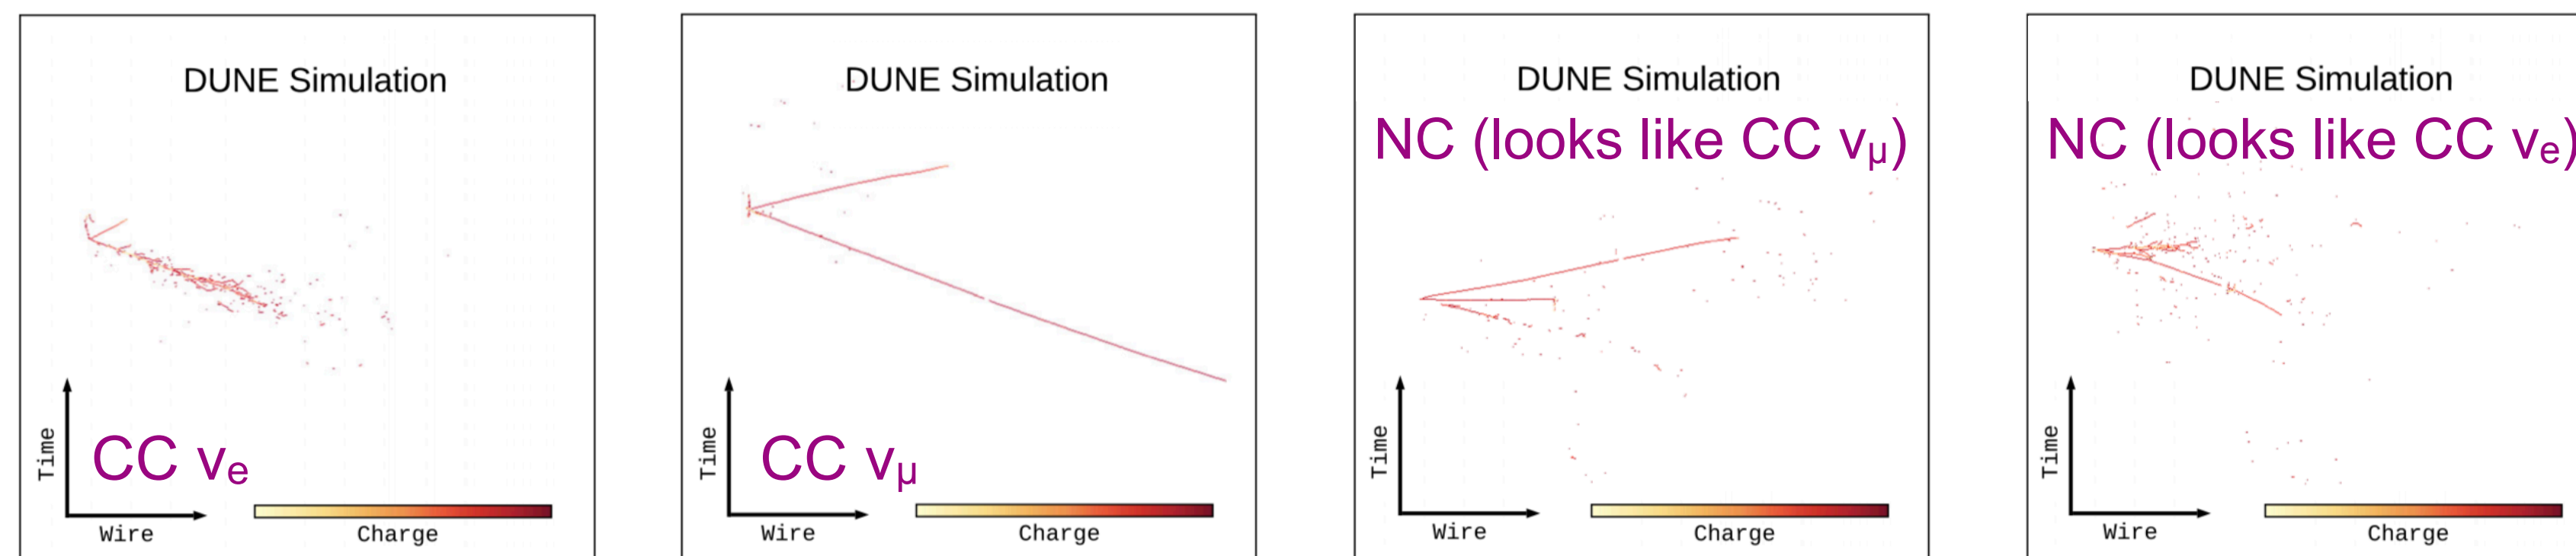 DUNE Simulation
Time
CC νe
Wire
Charge
DUNE Simulation
Time
CC νμ
Wire
Charge
DUNE Simulation
NC (looks like CC νμ)
Time
Wire
Charge
DUNE Simulation
NC (looks like CC νe)
Time
Wire
Charge